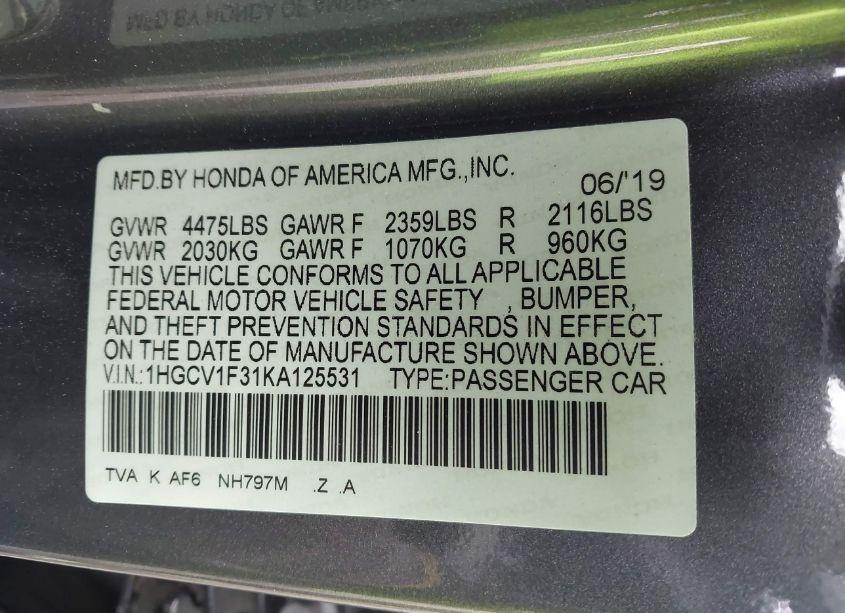 MFD.BY HONDA OF AMERICA MFG.,INC. 06/'19
GVWR 4475LBS GAWR F 2359LBS R 2116LBS
GVWR 2030KG GAWR F 1070KG R 960KG
THIS VEHICLE CONFORMS TO ALL APPLICABLE
FEDERAL MOTOR VEHICLE SAFETY , BUMPER,
AND THEFT PREVENTION STANDARDS IN EFFECT
ON THE DATE OF MANUFACTURE SHOWN ABOVE.
V.I.N.:1HGCV1F31KA125531 TYPE:PASSENGER CAR
TVA K AF6 NH797M .Z .A